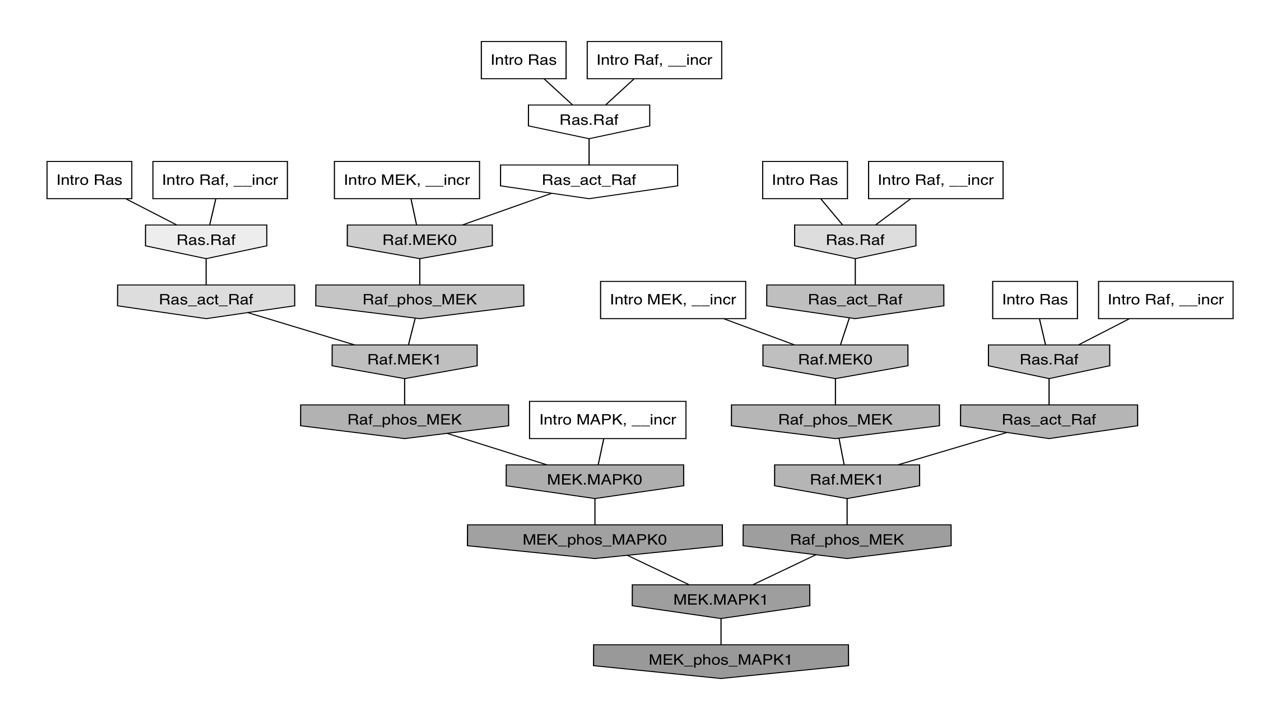 Intro Ras
Intro Raf, __incr
Ras.Raf
Intro Ras
Intro Raf, __incr
Intro MEK, __incr
Ras_act_Raf
Intro Ras
Intro Raf, __incr
Ras.Raf
Raf.MEK0
Ras.Raf
Ras_act_Raf
Raf_phos_MEK
Intro MEK, __incr
Ras_act_Raf
Intro Ras
Intro Raf, __incr
Raf.MEK1
Raf.MEK0
Ras.Raf
Raf_phos_MEK
Intro MAPK, __incr
Raf_phos_MEK
Ras_act_Raf
MEK.MAPK0
Raf.MEK1
MEK_phos_MAPK0
Raf_phos_MEK
MEK.MAPK1
MEK_phos_MAPK1